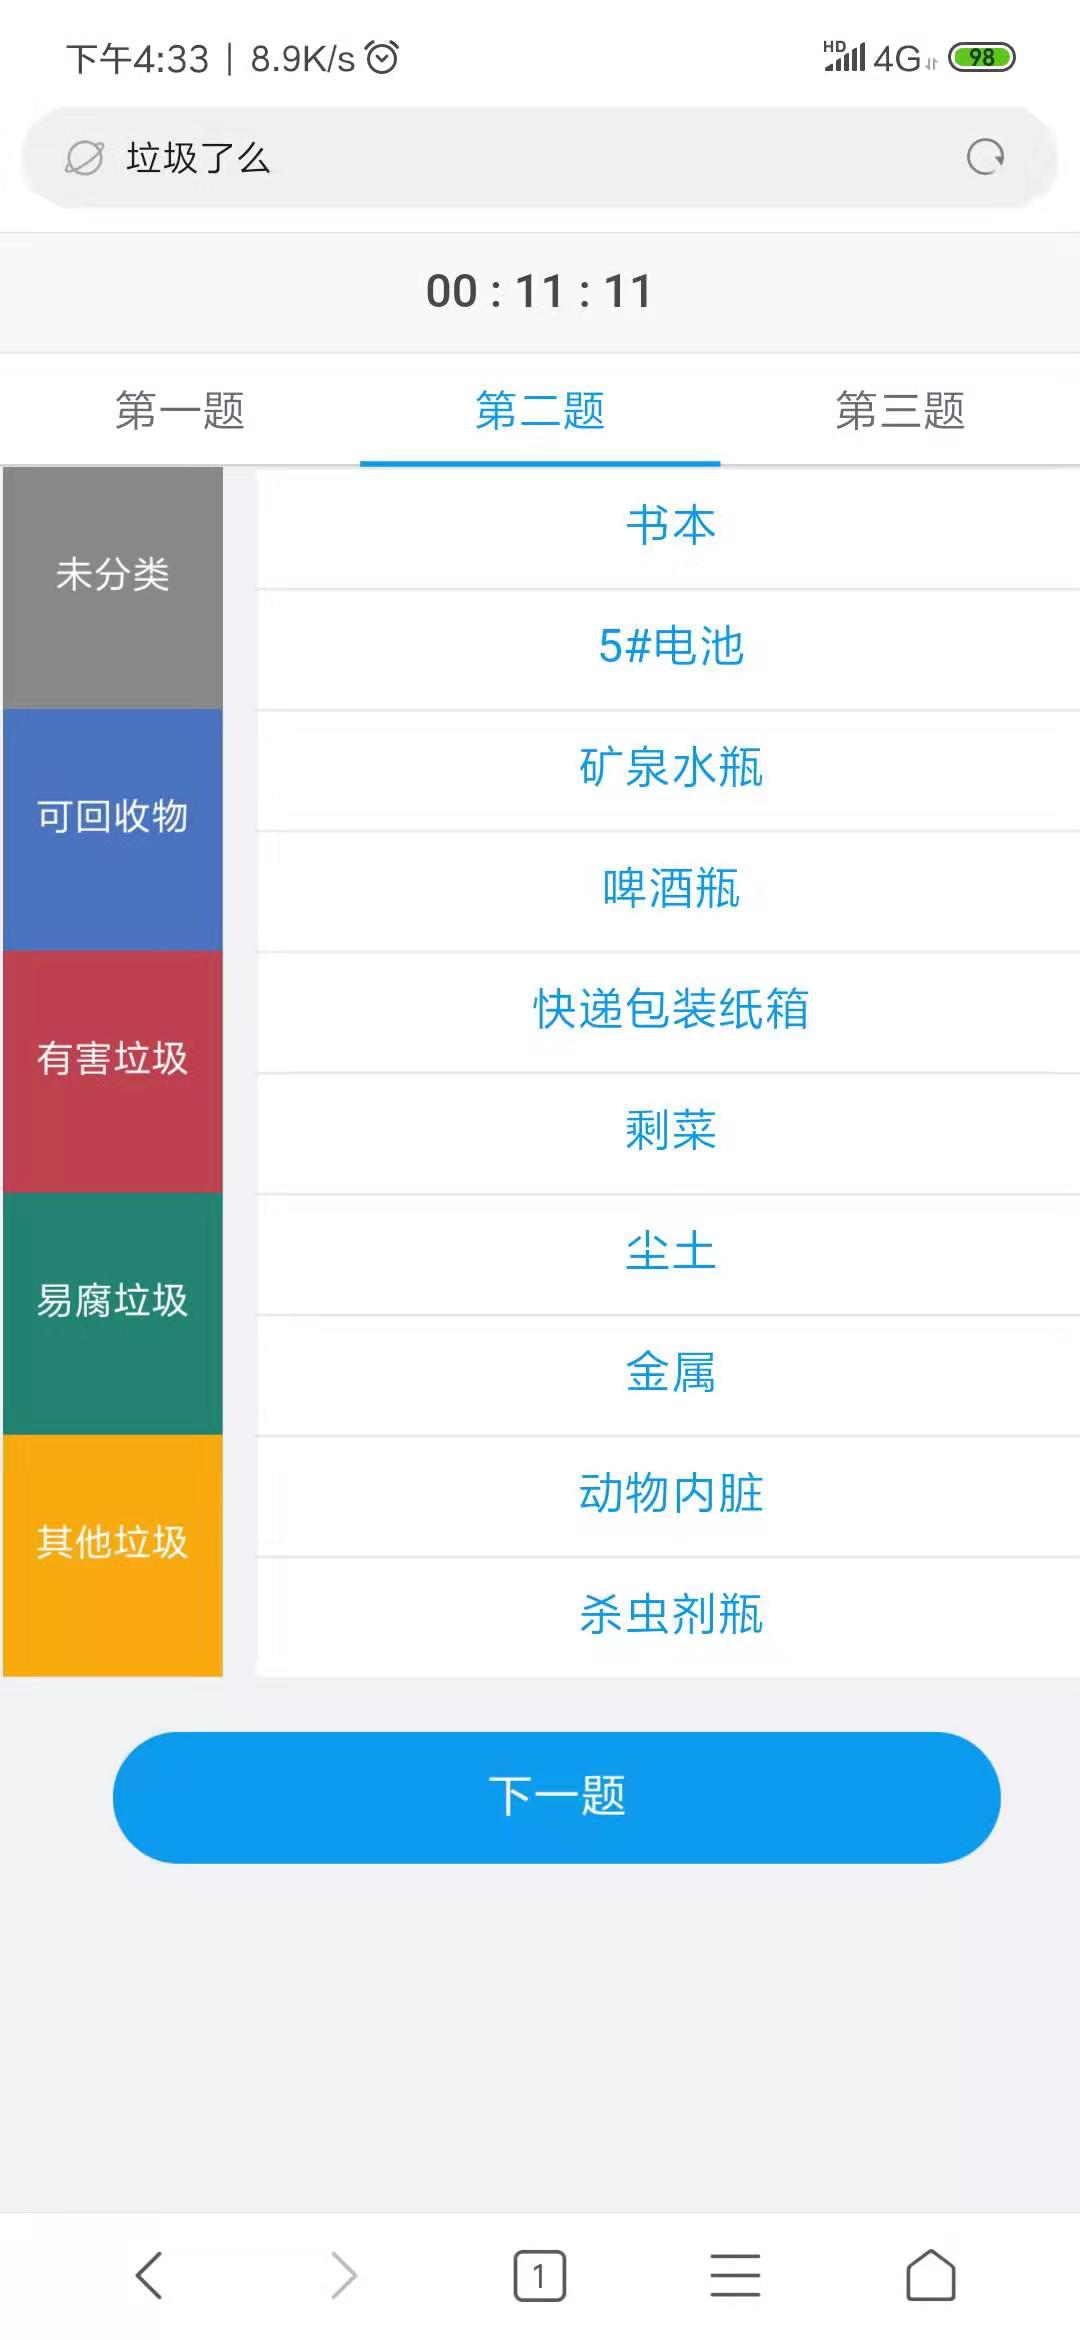 下午4:33 | 8.9K/s
HD 4G 98
垃圾了么
00 : 11 : 11
第一题 第二题 第三题
未分类
可回收物
有害垃圾
易腐垃圾
其他垃圾
书本
5#电池
矿泉水瓶
啤酒瓶
快递包装纸箱
剩菜
尘土
金属
动物内脏
杀虫剂瓶
下一题
1